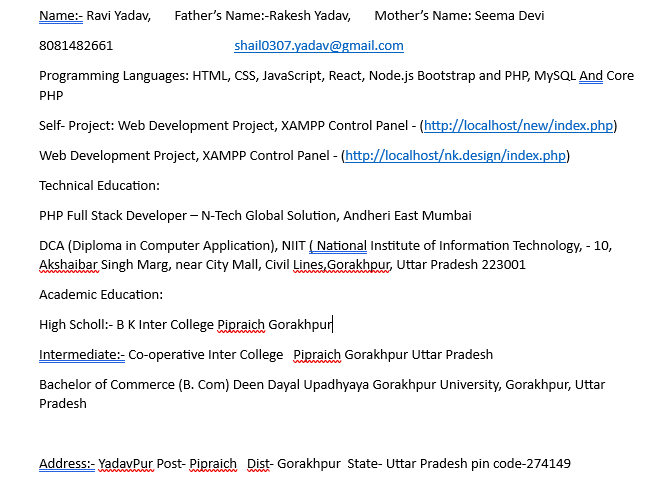 Name:- Ravi Yadav, Father's Name:-Rakesh Yadav, Mother's Name: Seema Devi
8081482661 shail0307.yadav@gmail.com
Programming Languages: HTML, CSS, JavaScript, React, Node.js Bootstrap and PHP, MySQL And Core
PHP
Self- Project: Web Development Project, XAMPP Control Panel - (http://localhost/new/index.php)
Web Development Project, XAMPP Control Panel - (http://localhost/nk.design/index.php)
Technical Education:
PHP Full Stack Developer – N-Tech Global Solution, Andheri East Mumbai
DCA (Diploma in Computer Application), NIIT ( National Institute of Information Technology, - 10,
Akshaibar Singh Marg, near City Mall, Civil Lines,Gorakhpur, Uttar Pradesh 223001
Academic Education:
High Scholl:- B K Inter College Pipraich Gorakhpur
Intermediate:- Co-operative Inter College Pipraich Gorakhpur Uttar Pradesh
Bachelor of Commerce (B. Com) Deen Dayal Upadhyaya Gorakhpur University, Gorakhpur, Uttar
Pradesh
Address:- YadavPur Post- Pipraich Dist- Gorakhpur State- Uttar Pradesh pin code-274149